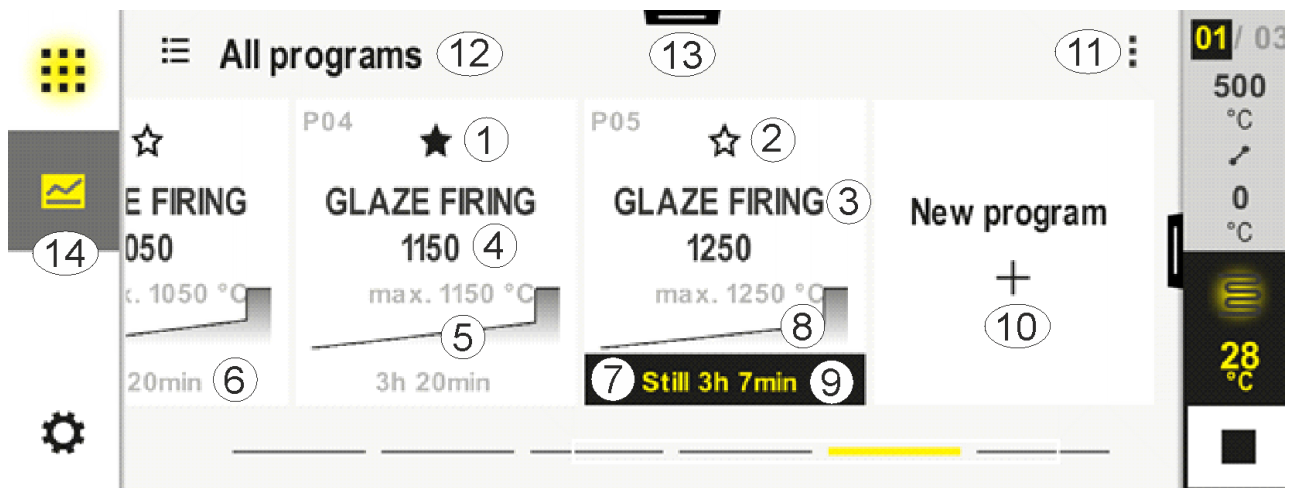 All programs 12
13
11
01 / 03
500
°C
0
°C
28
°C
14
E FIRING
050
x. 1050 °C
20min 6
P04
1
GLAZE FIRING
1150 4
max. 1150 °C
5
3h 20min
P05
2
GLAZE FIRING 3
1250
max. 1250 °C
8
7 Still 3h 7min 9
New program
+
10